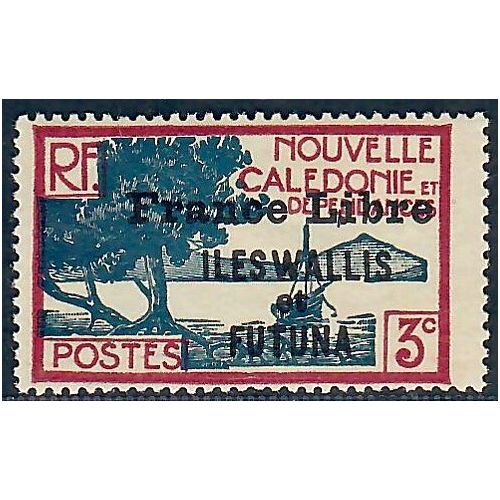 RF.
NOUVELLE
CALEDONIE ET
DEPENDANCES
France Libre
ILES WALLIS
et
FUTUNA
POSTES
3c